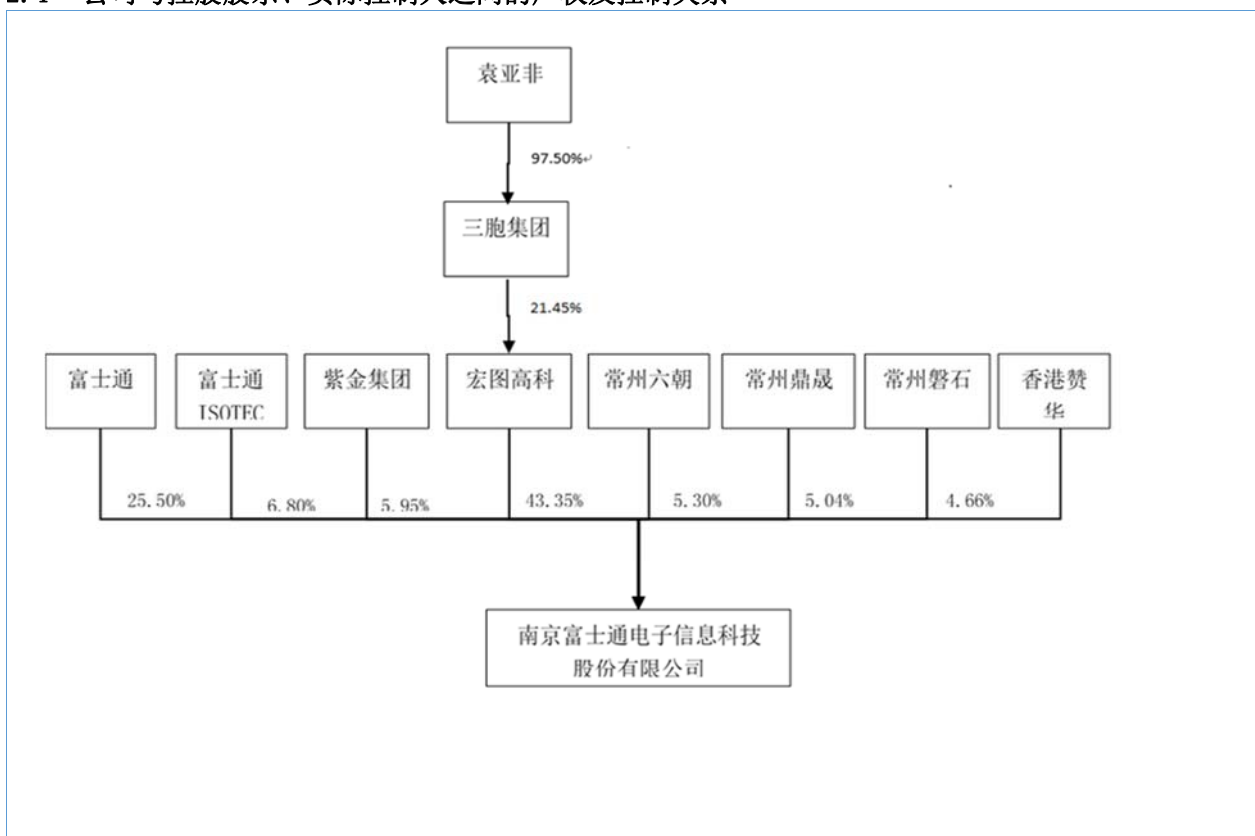 袁亚非
97.50%
三胞集团
21.45%
富士通
富士通
ISOTEC
紫金集团
宏图高科
常州六朝
常州鼎晟
常州磐石
香港赞
华
25.50%
6.80%
5.95%
43.35%
5.30%
5.04%
4.66%
南京富士通电子信息科技
股份有限公司